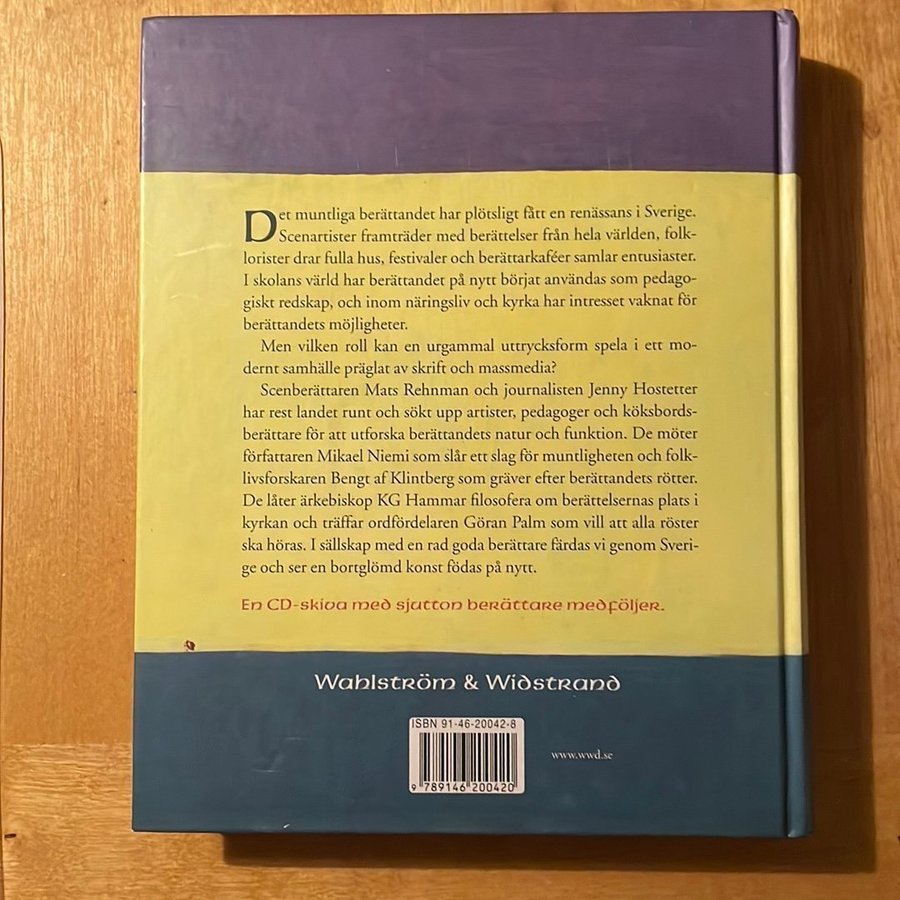 Det muntliga berättandet har plötsligt fått en renässans i Sverige.
Scenartister framträder med berättelser från hela världen, folk-
lorister drar fulla hus, festivaler och berättarkaféer samlar entusiaster.
I skolans värld har berättandet på nytt börjat användas som pedago-
giskt redskap, och inom näringsliv och kyrka har intresset vaknat för
berättandets möjligheter.
Men vilken roll kan en urgammal uttrycksform spela i ett mo-
dernt samhälle präglat av skrift och massmedia?
Scenberättaren Mats Rehnman och journalisten Jenny Hostetter
har rest landet runt och sökt upp artister, pedagoger och köksbords-
berättare för att utforska berättandets natur och funktion. De möter
författaren Mikael Niemi som slår ett slag för muntligheten och folk-
livsforskaren Bengt af Klintberg som gräver efter berättandets rötter.
De låter ärkebiskop KG Hammar filosofera om berättelsernas plats i
kyrkan och träffar ordfördelaren Göran Palm som vill att alla röster
ska höras. I sällskap med en rad goda berättare färdas vi genom Sveri-
ge och ser en bortglömd konst födas på nytt.
En CD-skiva med sjutton berättare medföljer.
Wahlström & Widstrand
ISBN 91-46-20042-8
www.wwd.se
9 789146 200420